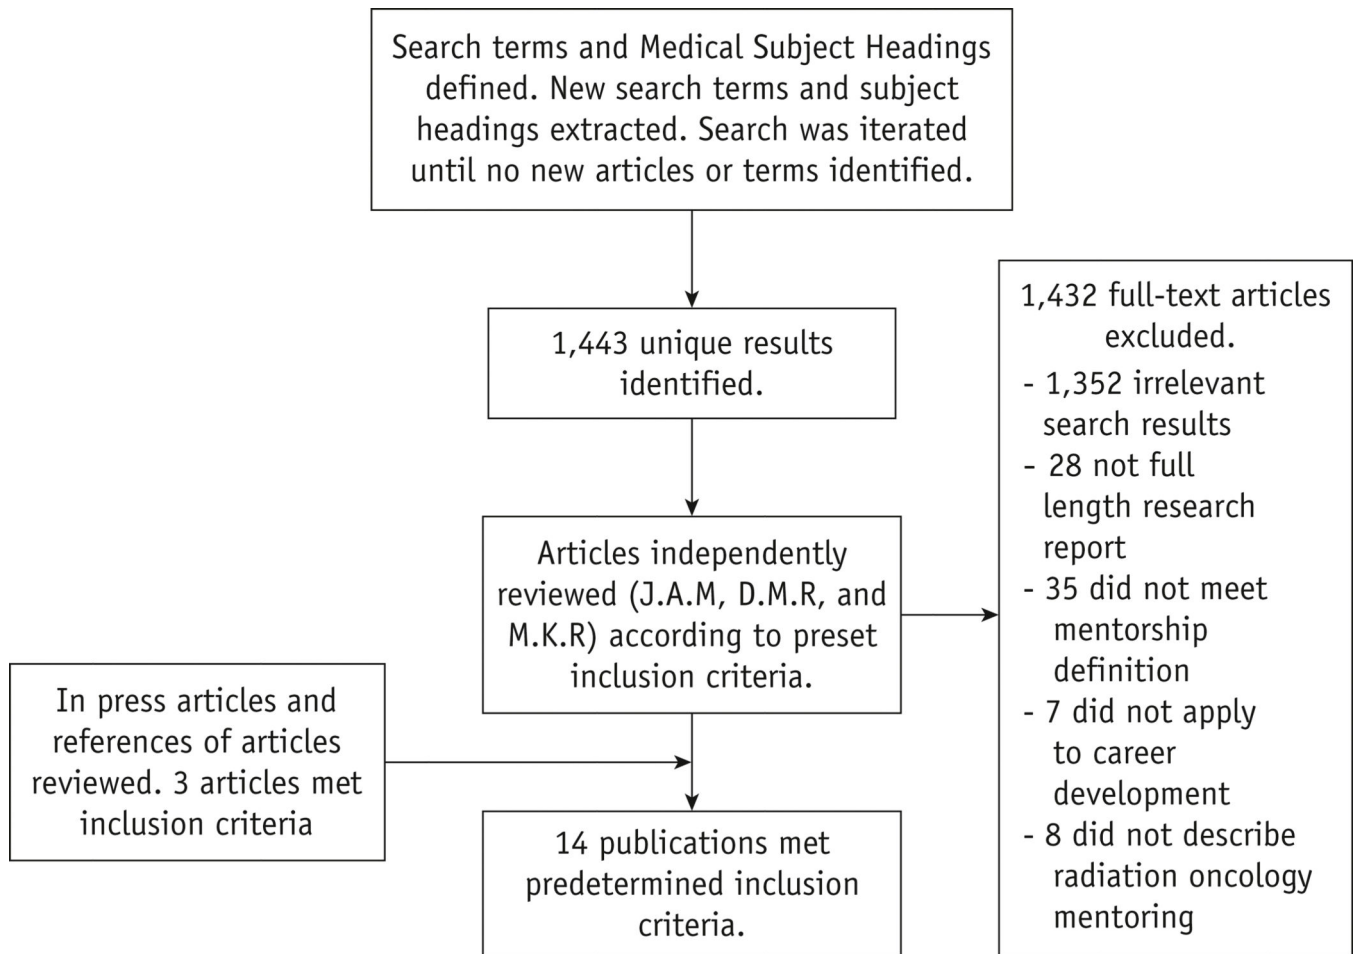 Search terms and Medical Subject Headings
defined. New search terms and subject
headings extracted. Search was iterated
until no new articles or terms identified.
1,443 unique results
identified.
Articles independently
reviewed (J.A.M, D.M.R, and
M.K.R) according to preset
inclusion criteria.
1,432 full-text articles
excluded.
- 1,352 irrelevant
search results
- 28 not full
length research
report
- 35 did not meet
mentorship
definition
- 7 did not apply
to career
development
- 8 did not describe
radiation oncology
mentoring
In press articles and
references of articles
reviewed. 3 articles met
inclusion criteria
14 publications met
predetermined inclusion
criteria.